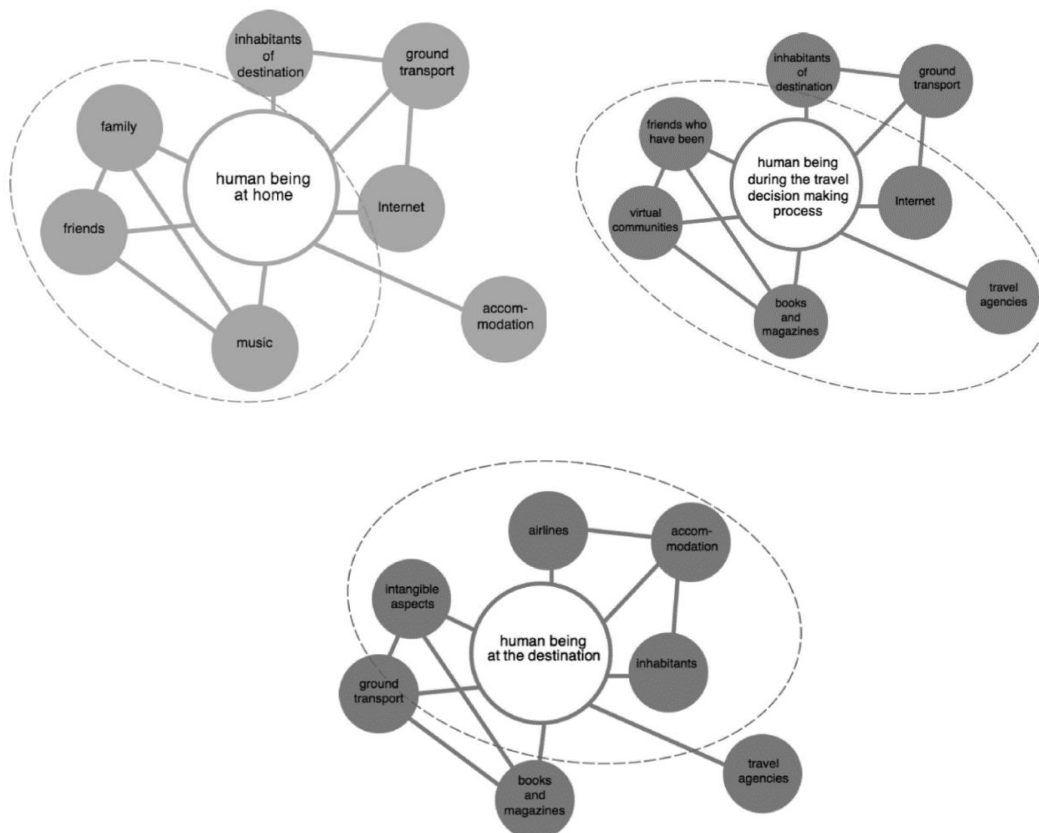 inhabitants
of
destination
ground
transport
family
human being
at home
friends
Internet
music
accom-
modation
inhabitants
of
destination
ground
transport
friends who
have been
human being
during the travel
decision making
process
virtual
communities
Internet
books
and
magazines
travel
agencies
airlines
accom-
modation
intangible
aspects
human being
at the destination
inhabitants
ground
transport
books
and
magazines
travel
agencies